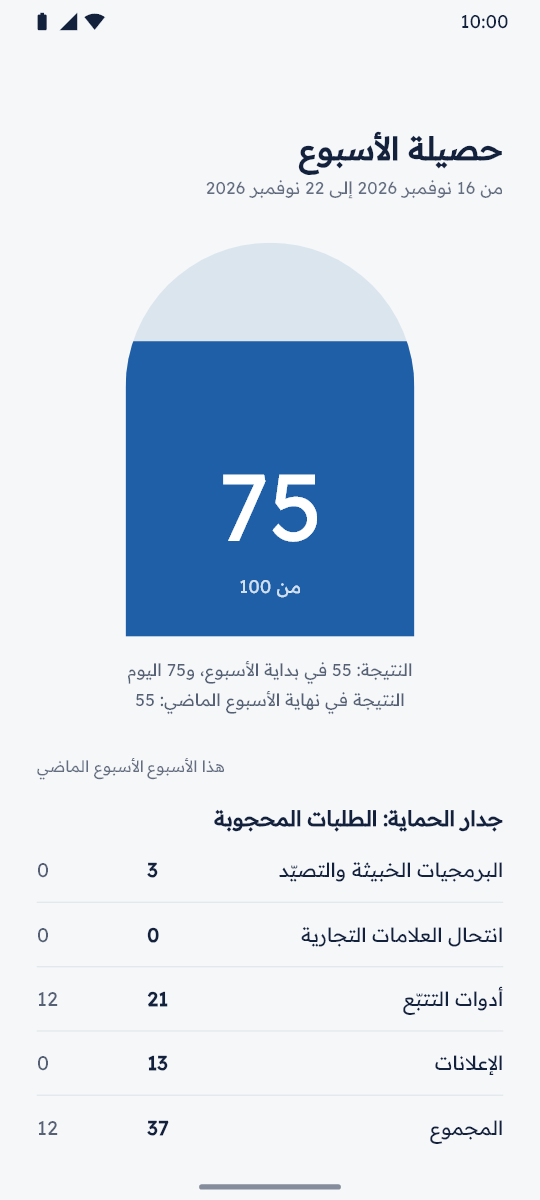 10:00
حصيلة الأسبوع
من 16 نوفمبر 2026 إلى 22 نوفمبر 2026
75
من 100
النتيجة: 55 في بداية الأسبوع، و75 اليوم
النتيجة في نهاية الأسبوع الماضي: 55
هذا الأسبوع الأسبوع الماضي
جدار الحماية: الطلبات المحجوبة
البرمجيات الخبيثة والتصيّد 3 0
انتحال العلامات التجارية 0 0
أدوات التتبّع 21 12
الإعلانات 13 0
المجموع 37 12